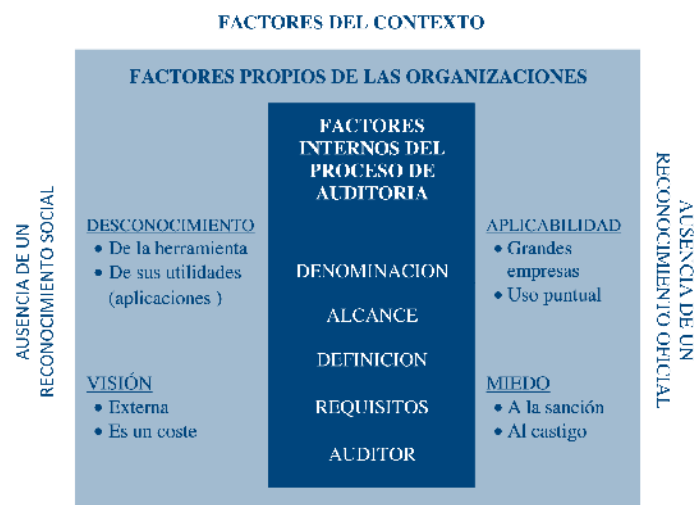 FACTORES DEL CONTEXTO
FACTORES PROPIOS DE LAS ORGANIZACIONES
FACTORES
INTERNOS DEL
PROCESO DE
AUDITORIA
AUSENCIA DE UN
RECONOCIMIENTO SOCIAL
DESCONOCIMIENTO
• De la herramienta
• De sus utilidades
(aplicaciones )
VISIÓN
• Externa
• Es un coste
DENOMINACION
ALCANCE
DEFINICION
REQUISITOS
AUDITOR
APLICABILIDAD
• Grandes
empresas
• Uso puntual
MIEDO
• A la sanción
• Al castigo
AUSENCIA DE UN
RECONOCIMIENTO OFICIAL